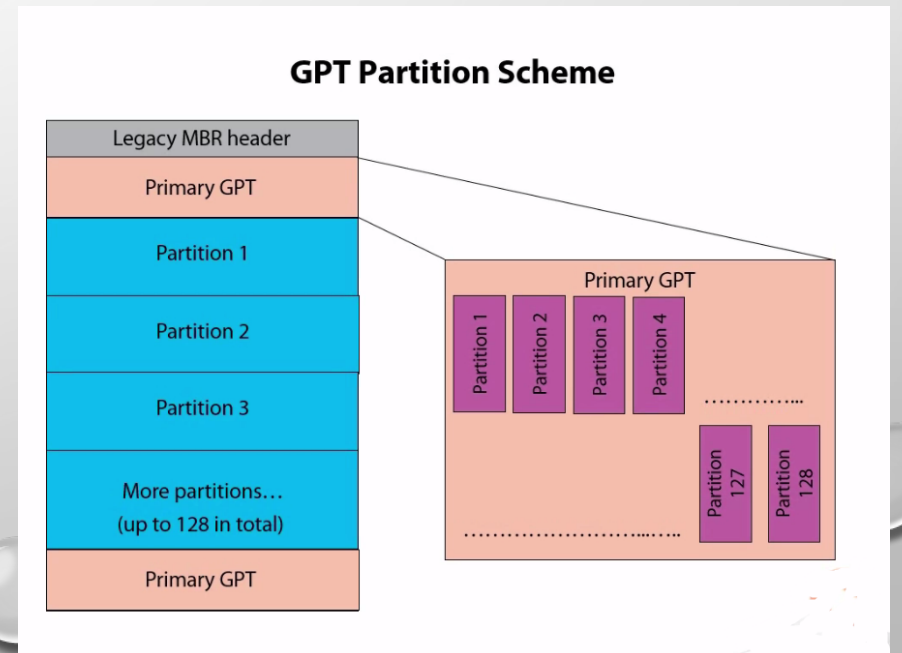 GPT Partition Scheme
Legacy MBR header
Primary GPT
Partition 1
Partition 2
Partition 3
More partitions...
(up to 128 in total)
Primary GPT
Primary GPT
Partition 1
Partition 2
Partition 3
Partition 4
Partition
127
Partition
128